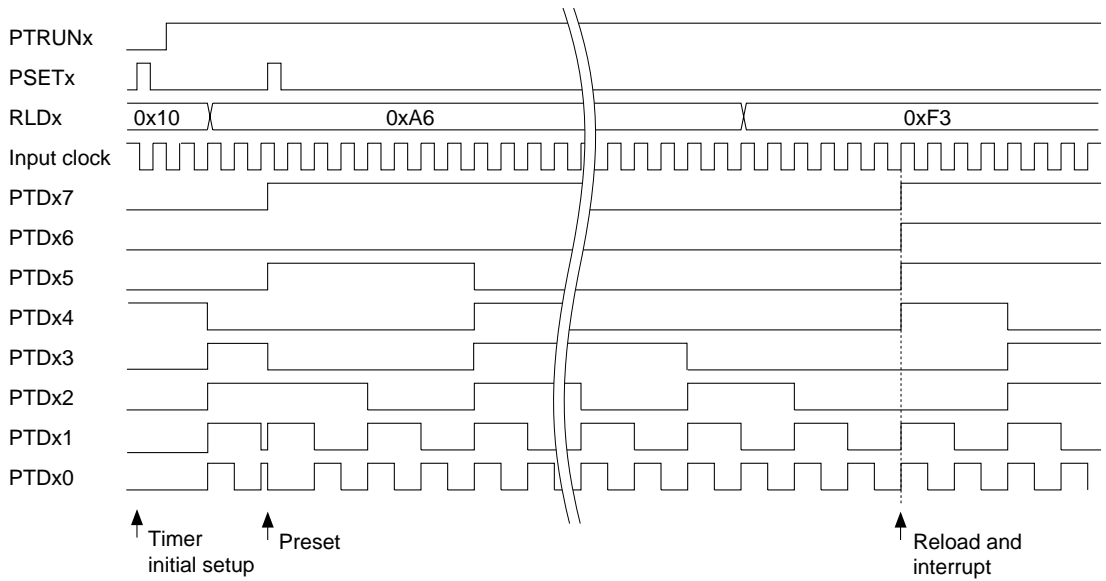 PTRUNx
PSETx
RLDx
0x10
0xA6
0xF3
Input clock
PTDx7
PTDx6
PTDx5
PTDx4
PTDx3
PTDx2
PTDx1
PTDx0
Timer
initial setup
Preset
Reload and
interrupt